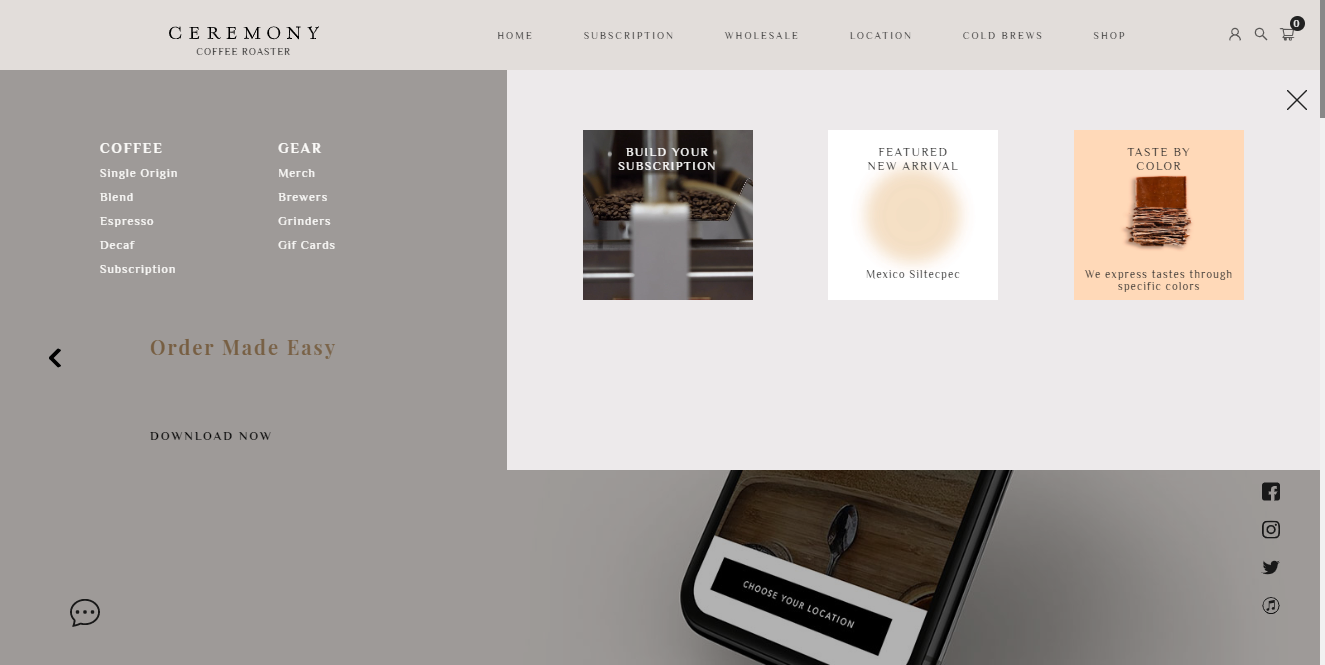 CEREMONY
COFFEE ROASTER
HOME
SUBSCRIPTION
WHOLESALE
LOCATION
COLD BREWS
SHOP
0
COFFEE
Single Origin
Blend
Espresso
Decaf
Subscription
GEAR
Merch
Brewers
Grinders
Gif Cards
BUILD YOUR
SUBSCRIPTION
FEATURED
NEW ARRIVAL
Mexico Siltecpec
TASTE BY
COLOR
We express tastes through
specific colors
Order Made Easy
DOWNLOAD NOW
CHOOSE YOUR LOCATION